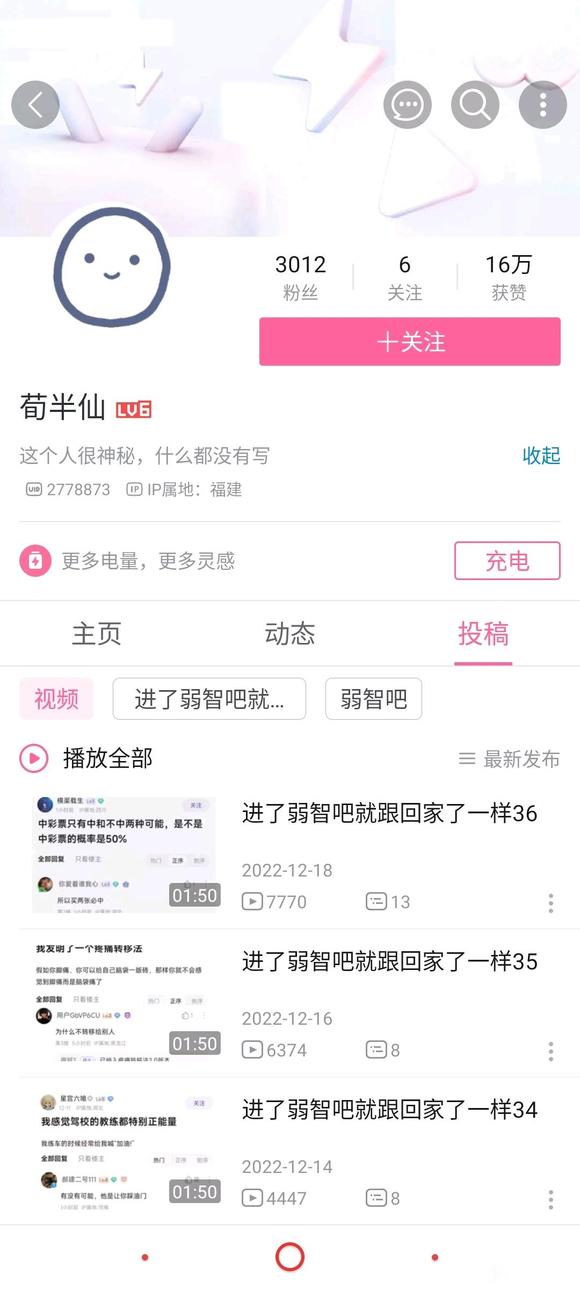 3012
6
16万
粉丝
关注
获赞
十关注
荀半仙 LV6
这个人很神秘，什么都没有写
收起
UID 2778873 IP IP属地：福建
更多电量，更多灵感
充电
主页
动态
投稿
视频
进了弱智吧就...
弱智吧
播放全部
最新发布
横渠载生
关注
中彩票只有中和不中两种可能，是不是
中彩票的概率是50%
全部回复 只看楼主
热门 正序 倒序
你爱看谁我心
所以买两张必中
01:50
进了弱智吧就跟回家了一样36
2022-12-18
7770
13
我发明了一个疼痛转移法
假如你脚痛，你可以给自己脑袋一板砖，那样你就不会感
觉到脚痛而是脑袋痛了
全部回复 只看楼主
热门 正序 倒序
用户GbVP6CU
为什么不转移给别人
01:50
进了弱智吧就跟回家了一样35
2022-12-16
6374
8
星宫六喰
关注
我感觉驾校的教练都特别正能量
我练车的时候经常给我喊"加油!"
全部回复 只看楼主
热门 正序 倒序
郝建二号111
有没有可能，他是让你踩油门
01:50
进了弱智吧就跟回家了一样34
2022-12-14
4447
8